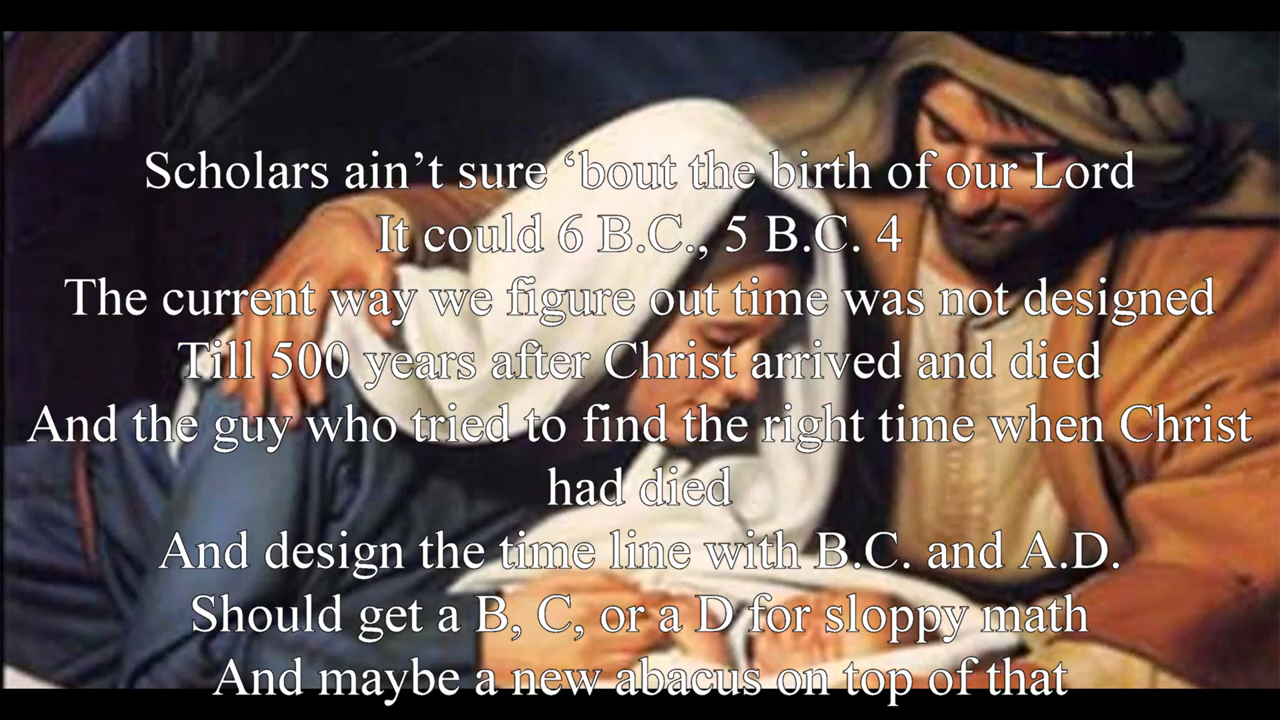 Scholars ain’t sure ‘bout the birth of our Lord
It could 6 B.C., 5 B.C. 4
The current way we figure out time was not designed
Till 500 years after Christ arrived and died
And the guy who tried to find the right time when Christ
had died
And design the time line with B.C. and A.D.
Should get a B, C, or a D for sloppy math
And maybe a new abacus on top of that